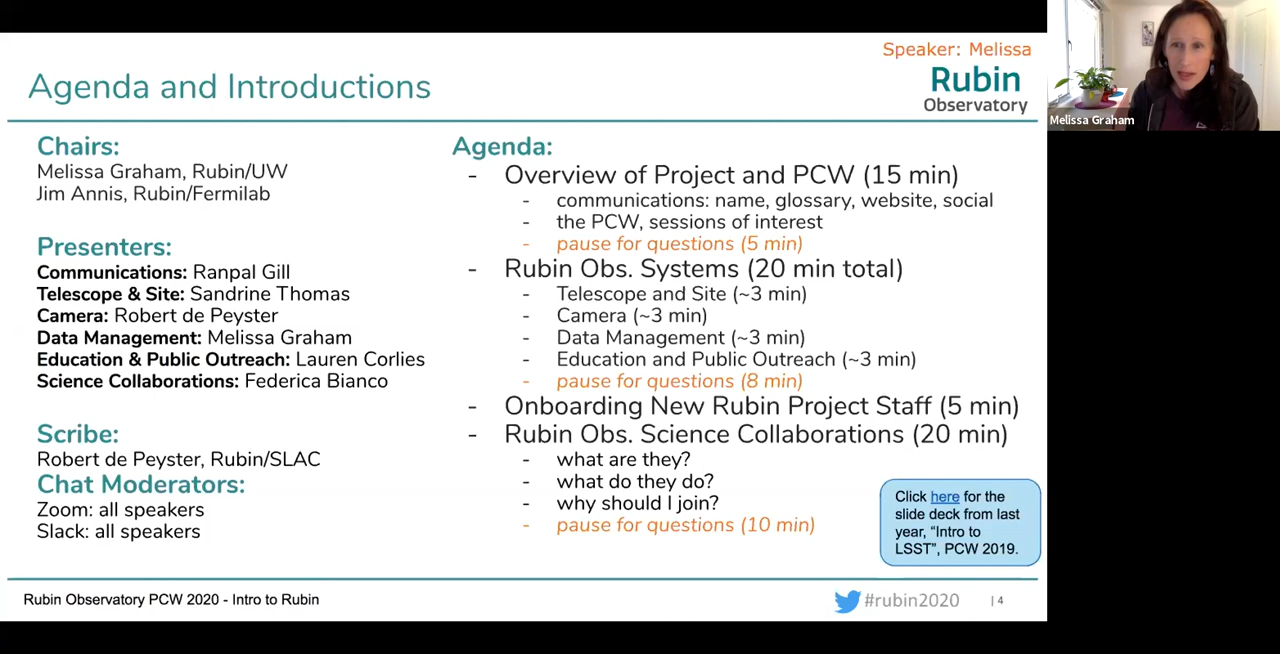 Speaker: Melissa
Agenda and Introductions
Rubin
Observatory
Melissa Graham
Chairs:
Melissa Graham, Rubin/UW
Jim Annis, Rubin/Fermilab
Presenters:
Communications: Ranpal Gill
Telescope & Site: Sandrine Thomas
Camera: Robert de Peyster
Data Management: Melissa Graham
Education & Public Outreach: Lauren Corlies
Science Collaborations: Federica Bianco
Scribe:
Robert de Peyster, Rubin/SLAC
Chat Moderators:
Zoom: all speakers
Slack: all speakers
Agenda:
- Overview of Project and PCW (15 min)
- communications: name, glossary, website, social
- the PCW, sessions of interest
- pause for questions (5 min)
- Rubin Obs. Systems (20 min total)
- Telescope and Site (~3 min)
- Camera (~3 min)
- Data Management (~3 min)
- Education and Public Outreach (~3 min)
- pause for questions (8 min)
- Onboarding New Rubin Project Staff (5 min)
- Rubin Obs. Science Collaborations (20 min)
- what are they?
- what do they do?
- why should I join?
- pause for questions (10 min)
Click here for the
slide deck from last
year, “Intro to
LSST”, PCW 2019.
Rubin Observatory PCW 2020 - Intro to Rubin
#rubin2020
| 4